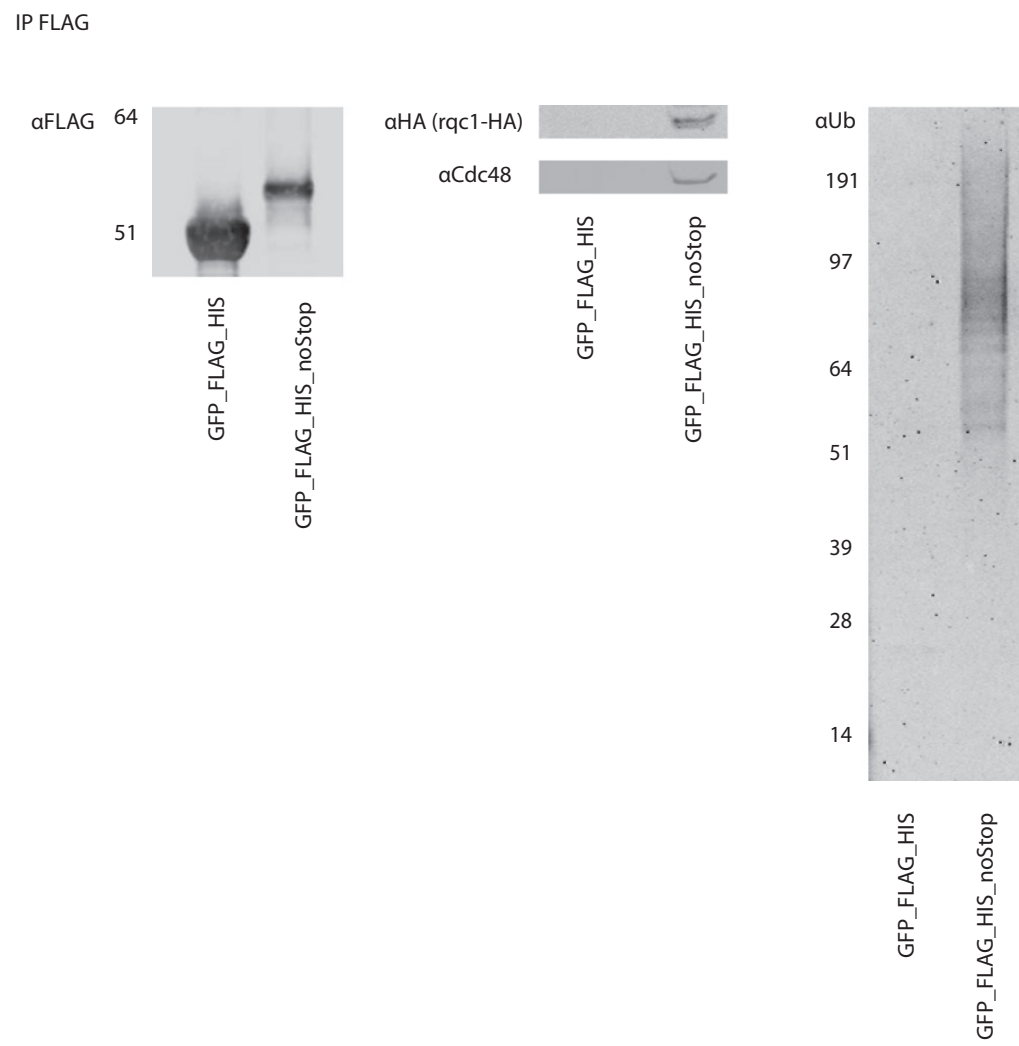 IP FLAG
αFLAG
64
51
GFP_FLAG_HIS
GFP_FLAG_HIS_noStop
αHA (rqc1-HA)
αCdc48
GFP_FLAG_HIS
GFP_FLAG_HIS_noStop
αUb
191
97
64
51
39
28
14
GFP_FLAG_HIS
GFP_FLAG_HIS_noStop